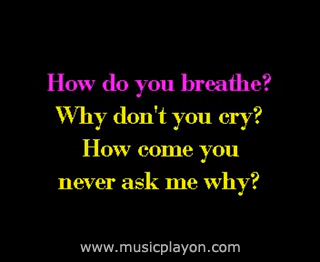 How do you breathe?
Why don't you cry?
How come you
never ask me why?
www.musicplayon.com